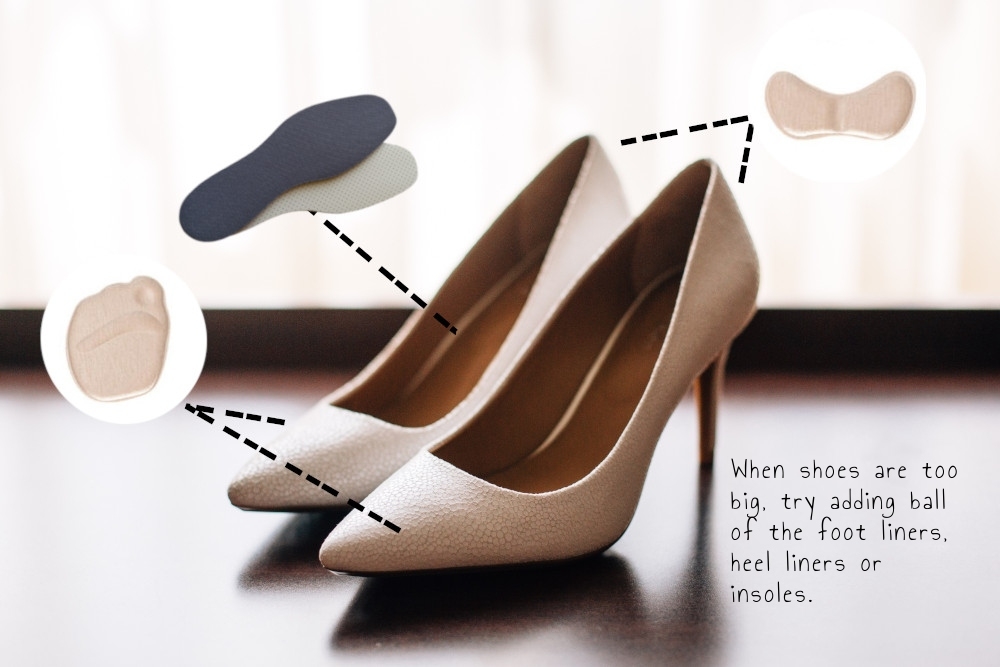 When shoes are too
big, try adding ball
of the foot liners,
heel liners or
insoles.